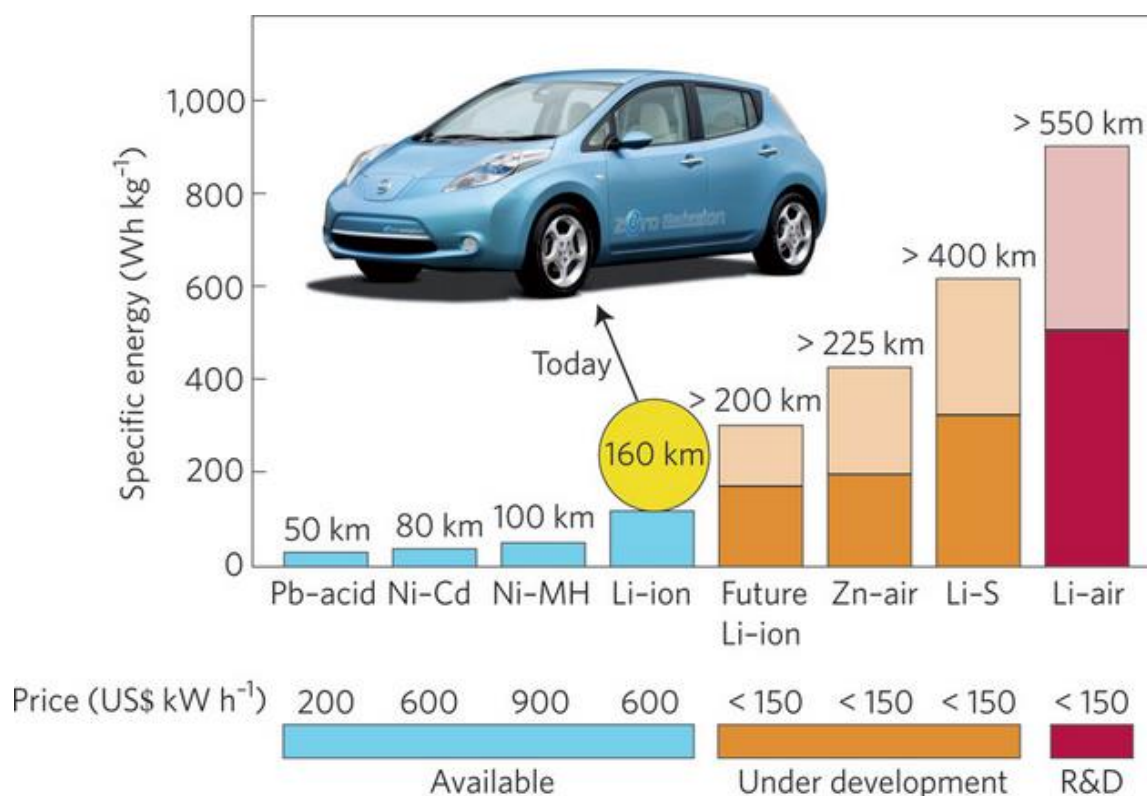 1,000
800
600
400
200
0
Specific energy (Wh kg⁻¹)
> 550 km
> 400 km
> 225 km
> 200 km
Today
160 km
100 km
80 km
50 km
Pb–acid Ni–Cd Ni–MH Li–ion Future Li–ion Zn–air Li–S Li–air
Price (US$ kW h⁻¹) 200 600 900 600 < 150 < 150 < 150 < 150
Available Under development R&D